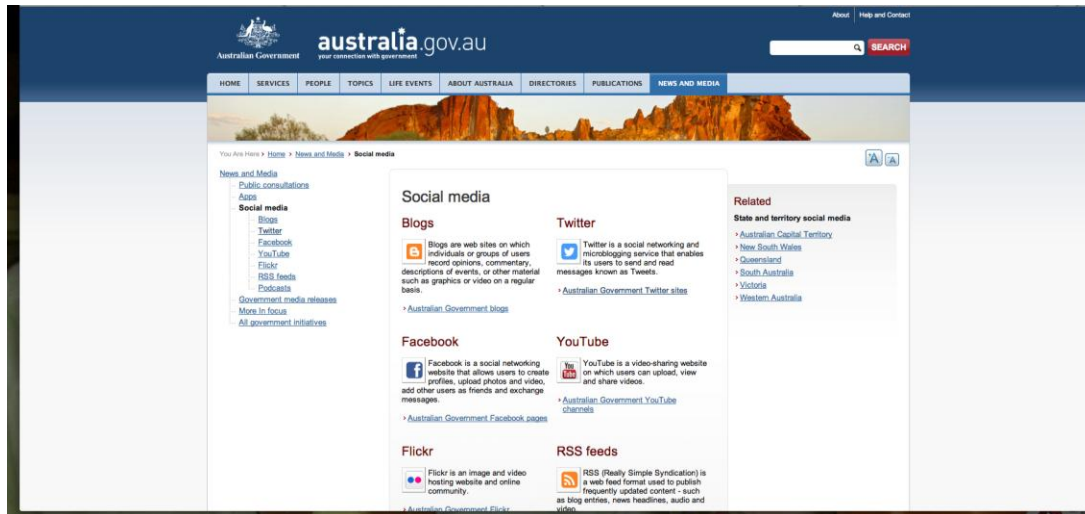 About Help and Contact
Australian Government
australia.gov.au
your connection with government
SEARCH
HOME SERVICES PEOPLE TOPICS LIFE EVENTS ABOUT AUSTRALIA DIRECTORIES PUBLICATIONS NEWS AND MEDIA
You Are Here > Home > News and Media > Social media
A A
News and Media
Public consultations
Apps
Social media
Blogs
Twitter
Facebook
YouTube
Flickr
RSS feeds
Podcasts
Government media releases
More In focus
All government initiatives
Social media
Blogs
Blogs are web sites on which
individuals or groups of users
record opinions, commentary,
descriptions of events, or other material
such as graphics or video on a regular
basis.
Australian Government blogs
Twitter
Twitter is a social networking and
microblogging service that enables
its users to send and read
messages known as Tweets.
Australian Government Twitter sites
Facebook
Facebook is a social networking
website that allows users to create
profiles, upload photos and video,
add other users as friends and exchange
messages.
Australian Government Facebook pages
YouTube
You
Tube
YouTube is a video-sharing website
on which users can upload, view
and share videos.
Australian Government YouTube
channels
Flickr
Flickr is an image and video
hosting website and online
community.
Australian Government Flickr
RSS feeds
RSS (Really Simple Syndication) is
a web feed format used to publish
frequently updated content - such
as blog entries, news headlines, audio and
video.
Related
State and territory social media
Australian Capital Territory
New South Wales
Queensland
South Australia
Victoria
Western Australia